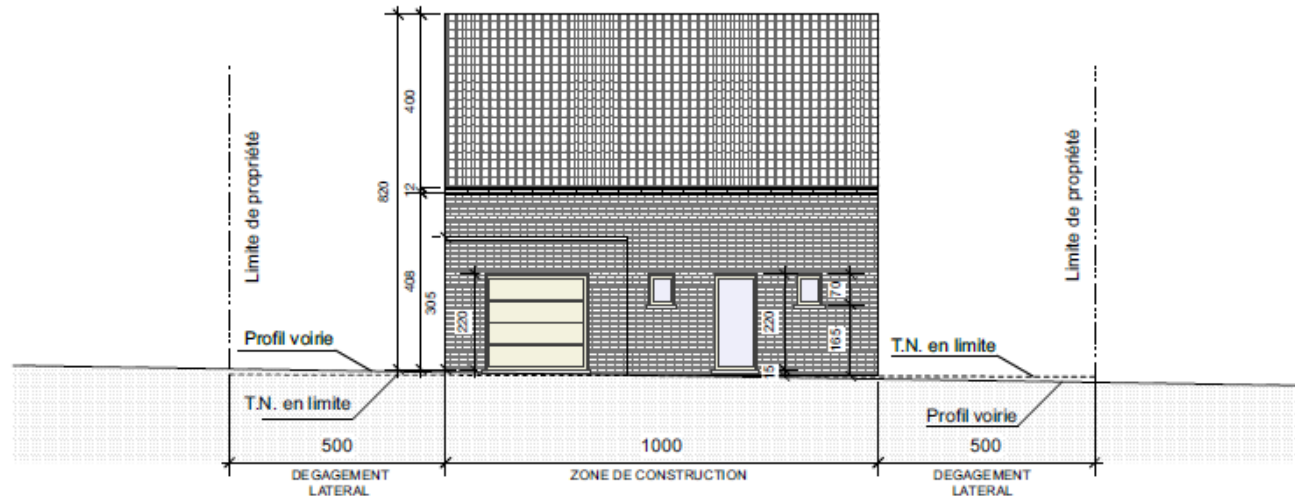 820
400
12
408
305
220
220
15
70
165
Limite de propriété
Limite de propriété
Profil voirie
T.N. en limite
T.N. en limite
Profil voirie
500
1000
500
DEGAGEMENT
LATERAL
ZONE DE CONSTRUCTION
DEGAGEMENT
LATERAL